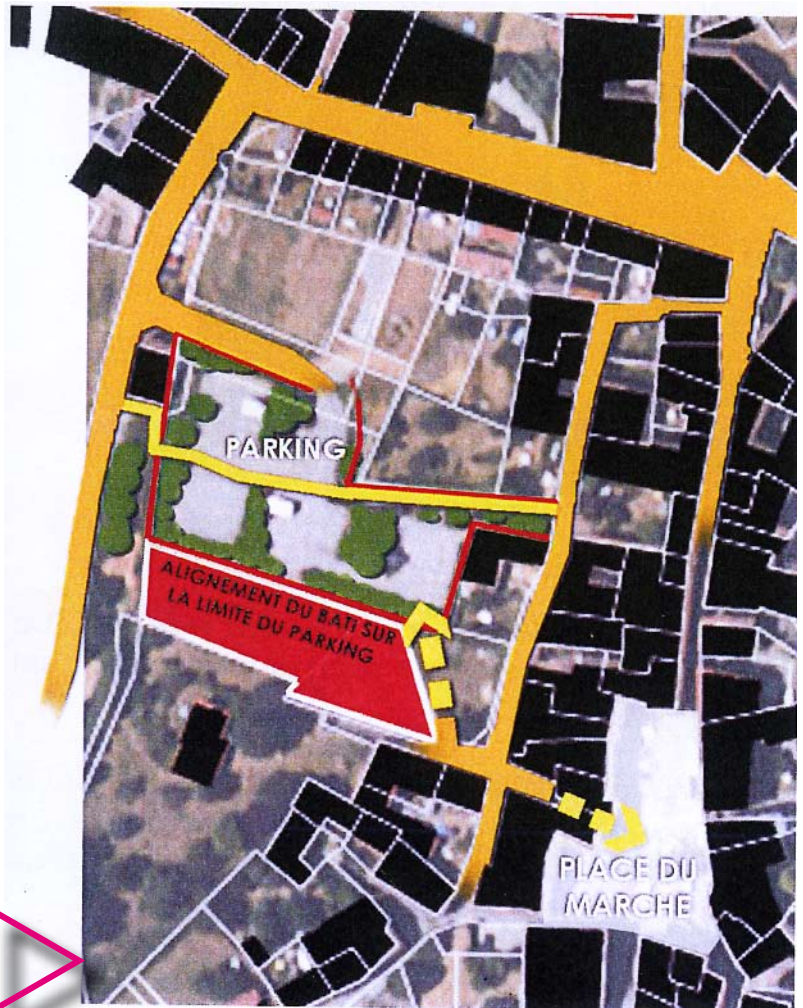 PARKING
ALIGNEMENT DU BATI SUR
LA LIMITE DU PARKING
PLACE DU
MARCHE